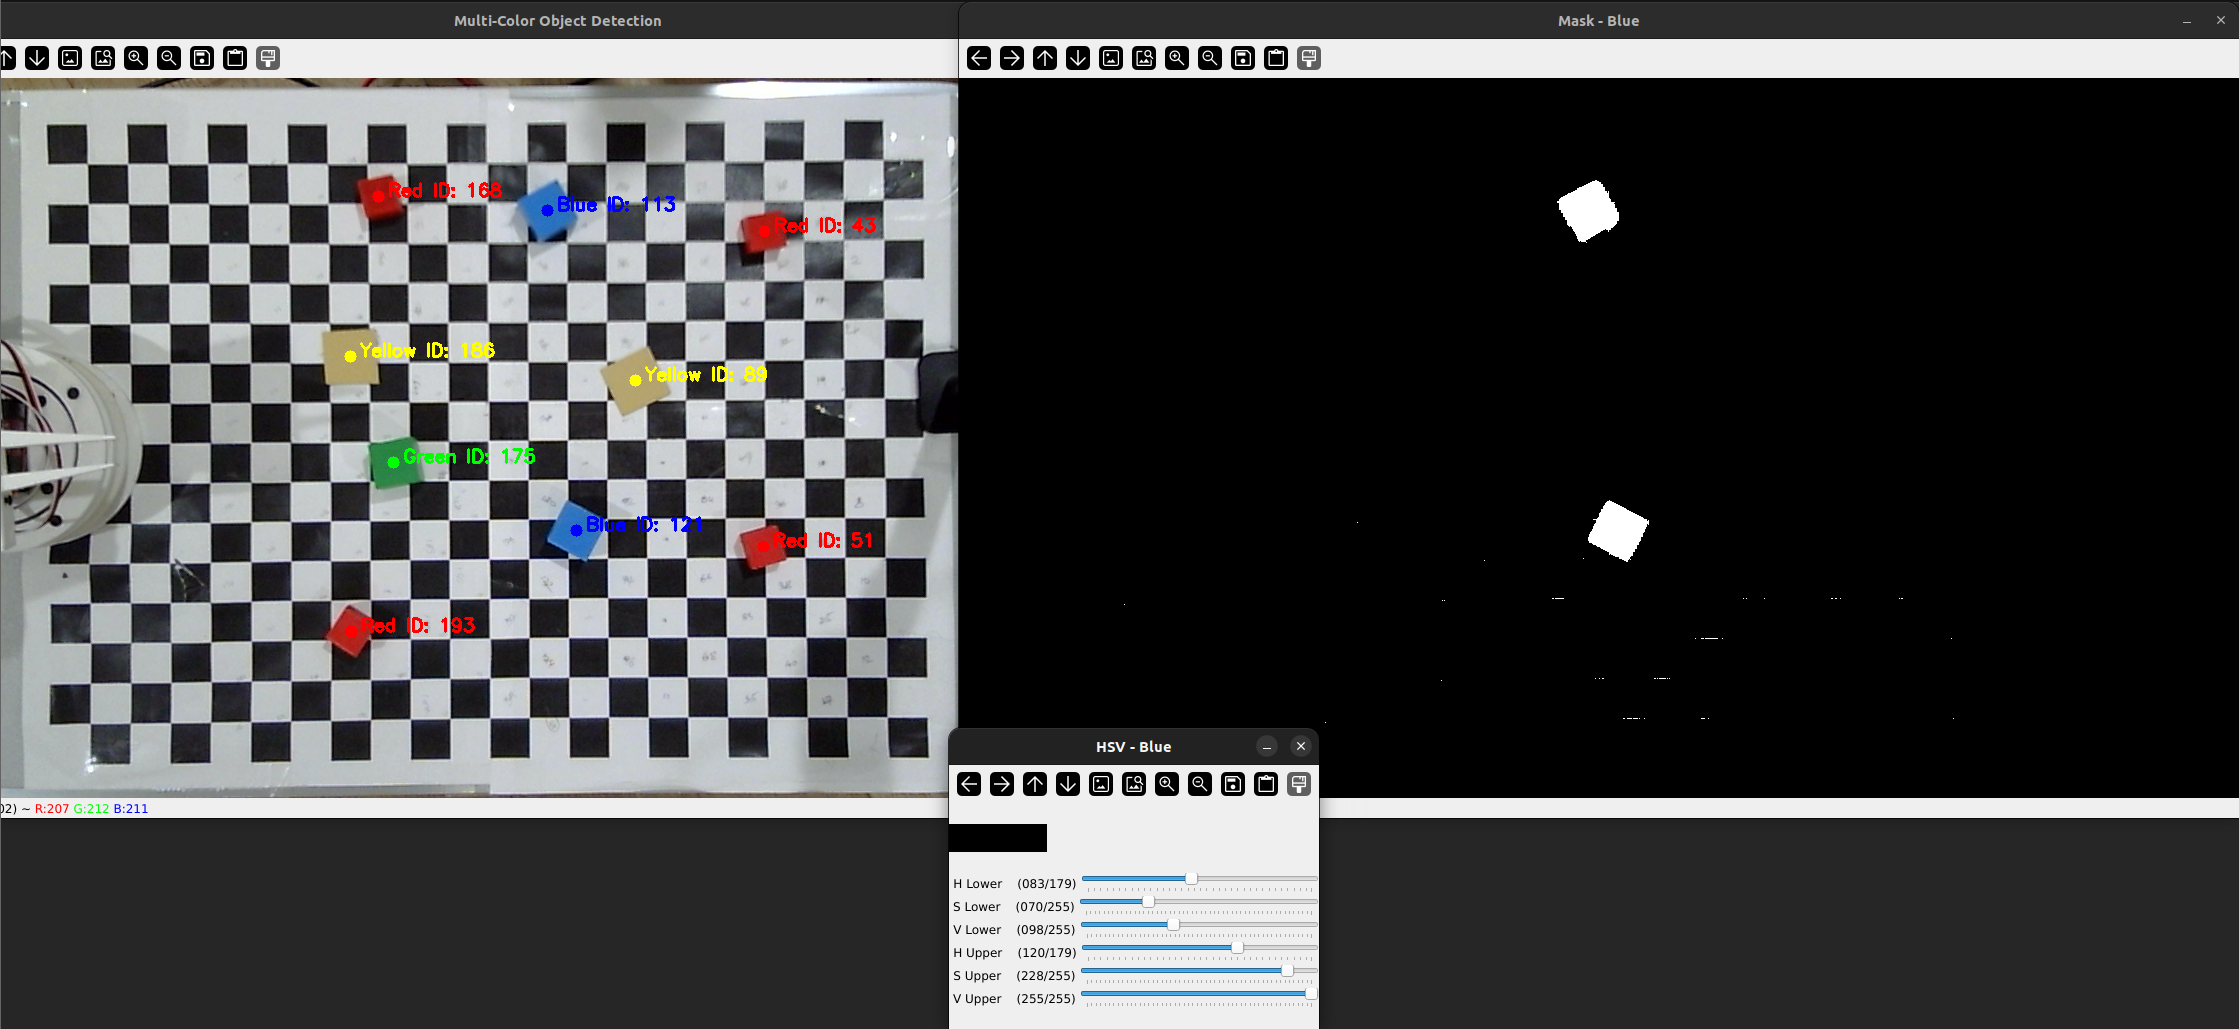 Multi-Color Object Detection
Mask - Blue
Red ID: 168
Blue ID: 113
Red ID: 43
Yellow ID: 186
Yellow ID: 89
Green ID: 175
Blue ID: 121
Red ID: 51
Red ID: 193
02) ~ R:207 G:212 B:211
HSV - Blue
H Lower (083/179)
S Lower (070/255)
V Lower (098/255)
H Upper (120/179)
S Upper (228/255)
V Upper (255/255)